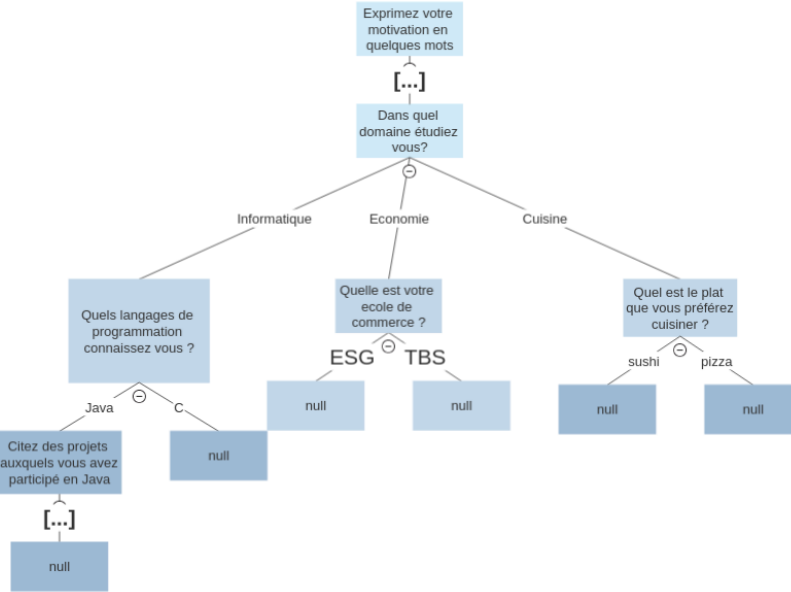 Exprimez votre
motivation en
quelques mots
[...]
Dans quel
domaine étudiez
vous?
Informatique
Economie
Cuisine
Quels langages de
programmation
connaissez vous ?
Quelle est votre
ecole de
commerce ?
Quel est le plat
que vous préférez
cuisiner ?
Java
C
ESG
TBS
sushi
pizza
Citez des projets
auxquels vous avez
participé en Java
null
null
null
null
null
[...]
null